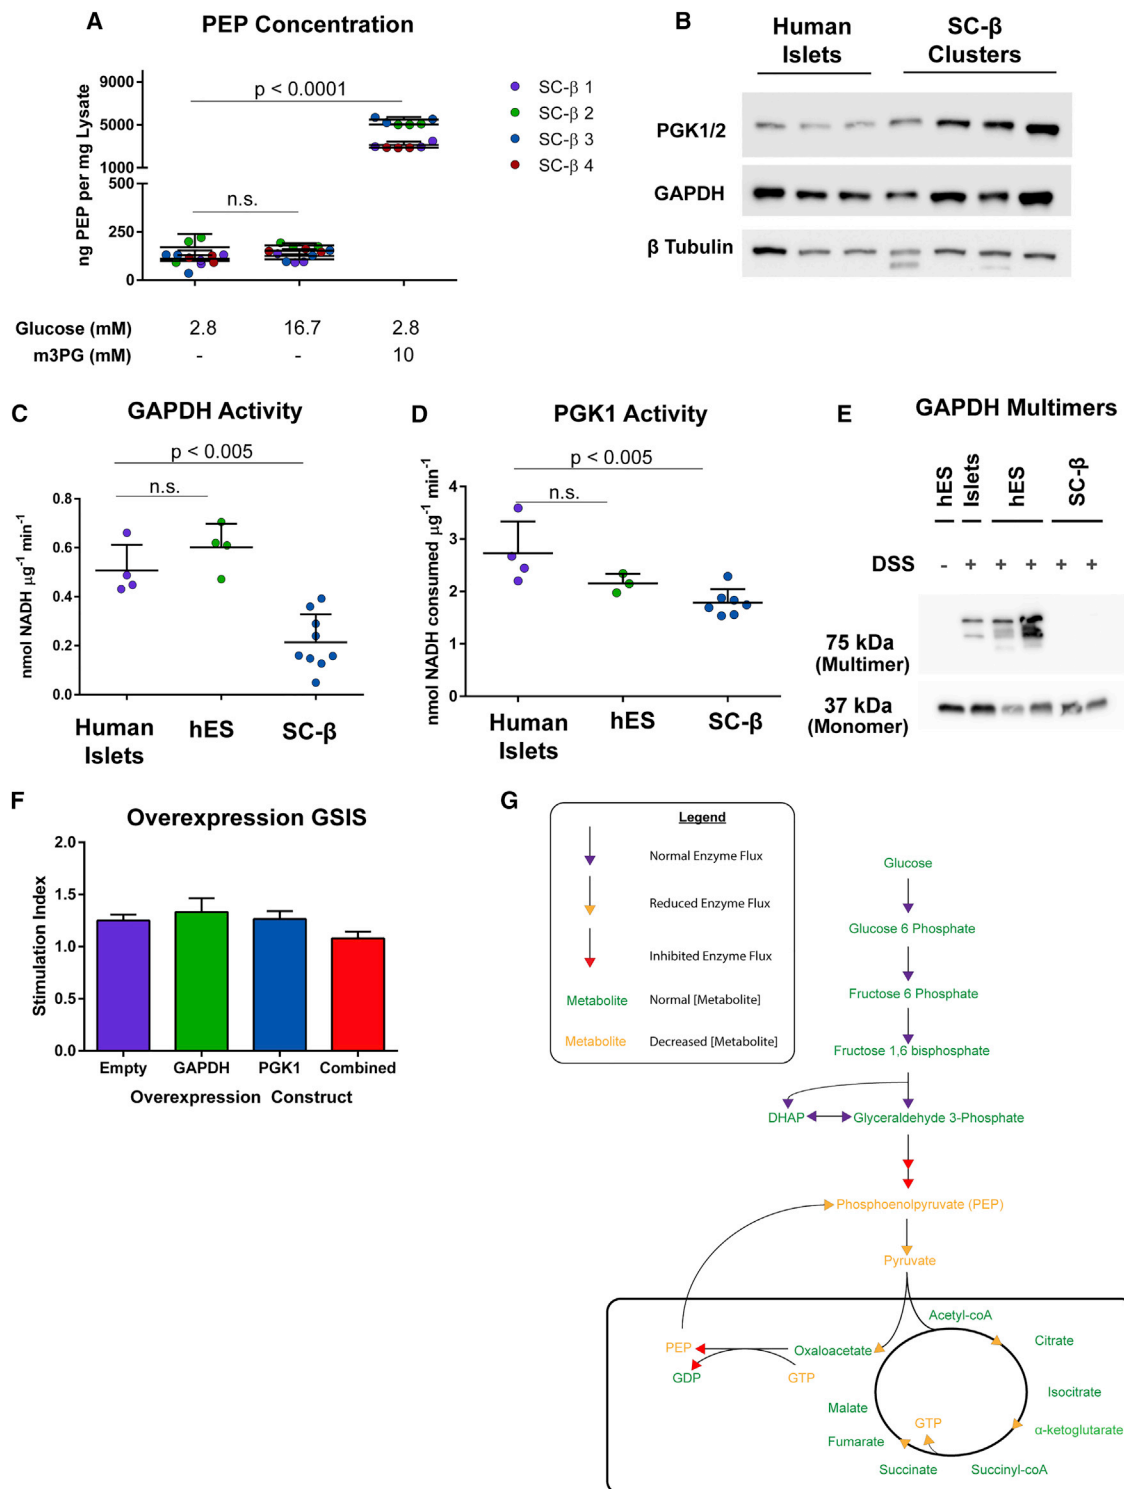 A
PEP Concentration
9000
5000
1000
500
250
0
ng PEP per mg Lysate
p < 0.0001
n.s.
SC-β 1
SC-β 2
SC-β 3
SC-β 4
Glucose (mM) 2.8 16.7 2.8
m3PG (mM) - - 10
B
Human Islets
SC-β Clusters
PGK1/2
GAPDH
β Tubulin
C
GAPDH Activity
p < 0.005
n.s.
0.8
0.6
0.4
0.2
0.0
nmol NADH μg⁻¹ min⁻¹
Human Islets
hES
SC-β
D
PGK1 Activity
p < 0.005
n.s.
4
3
2
1
0
nmol NADH consumed μg⁻¹ min⁻¹
Human Islets
hES
SC-β
E
GAPDH Multimers
hES
Islets
hES
SC-β
DSS - + + + + +
75 kDa
(Multimer)
37 kDa
(Monomer)
F
Overexpression GSIS
2.0
1.5
1.0
0.5
0.0
Stimulation Index
Empty GAPDH PGK1 Combined
Overexpression Construct
G
Legend
Normal Enzyme Flux
Reduced Enzyme Flux
Inhibited Enzyme Flux
Metabolite Normal [Metabolite]
Metabolite Decreased [Metabolite]
Glucose
Glucose 6 Phosphate
Fructose 6 Phosphate
Fructose 1,6 bisphosphate
DHAP
Glyceraldehyde 3-Phosphate
Phosphoenolpyruvate (PEP)
Pyruvate
Acetyl-coA
Citrate
Isocitrate
α-ketoglutarate
Succinyl-coA
Succinate
Fumarate
Malate
Oxaloacetate
GTP
GTP
PEP
GDP